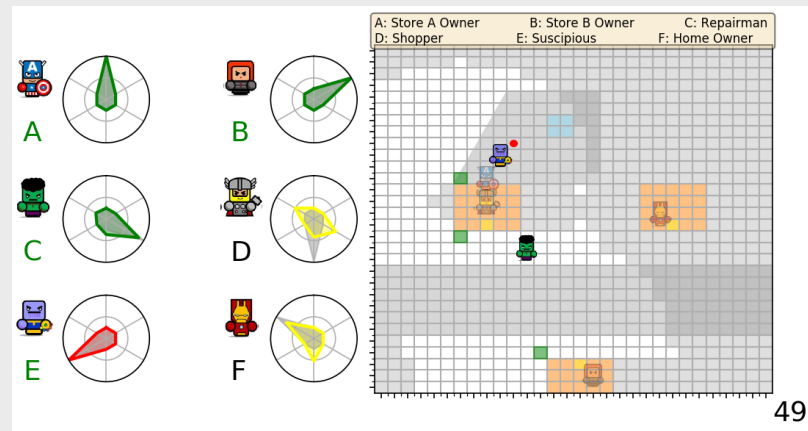 A: Store A Owner B: Store B Owner C: Repairman
D: Shopper E: Suscipious F: Home Owner
A
B
C
D
E
F
49